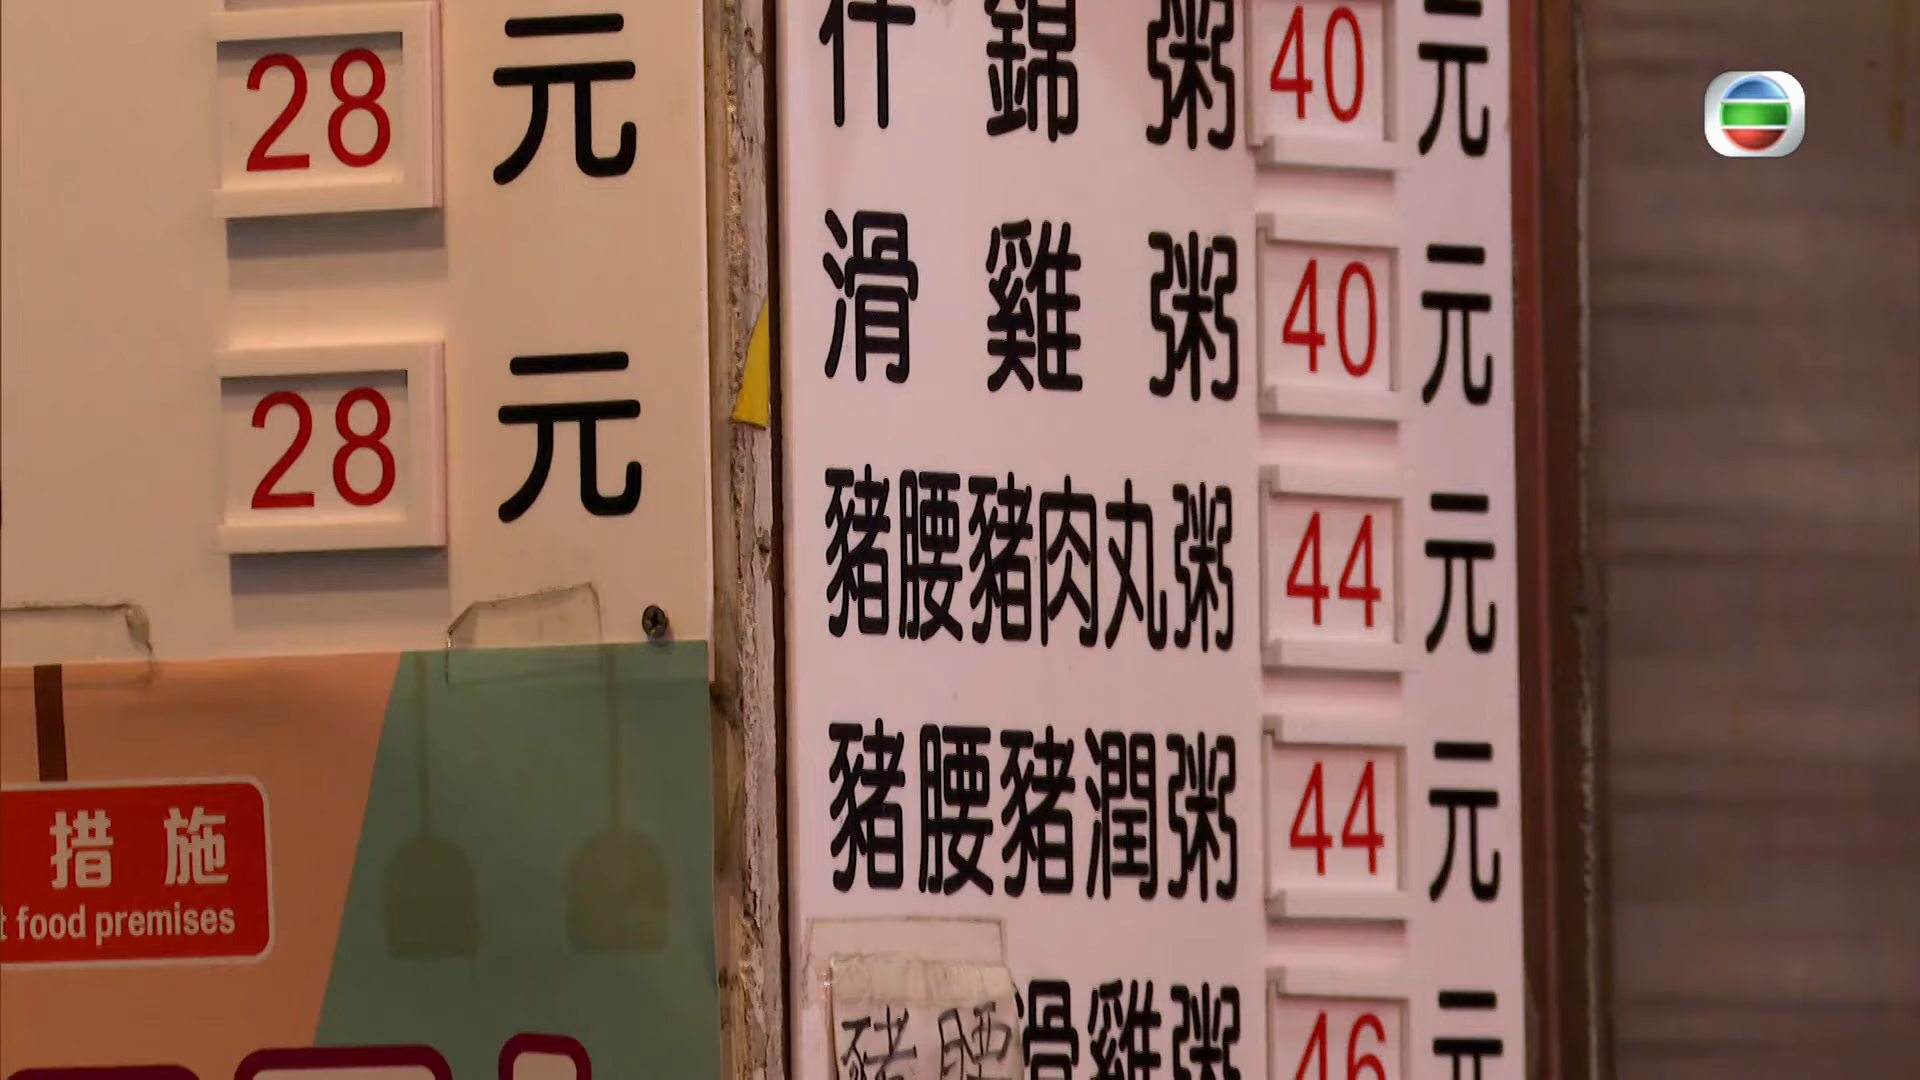 28 元
28 元
措施
food premises
什錦粥 40 元
滑雞粥 40 元
豬腰豬肉丸粥 44 元
豬腰豬潤粥 44 元
豬腰滑雞粥 46 元